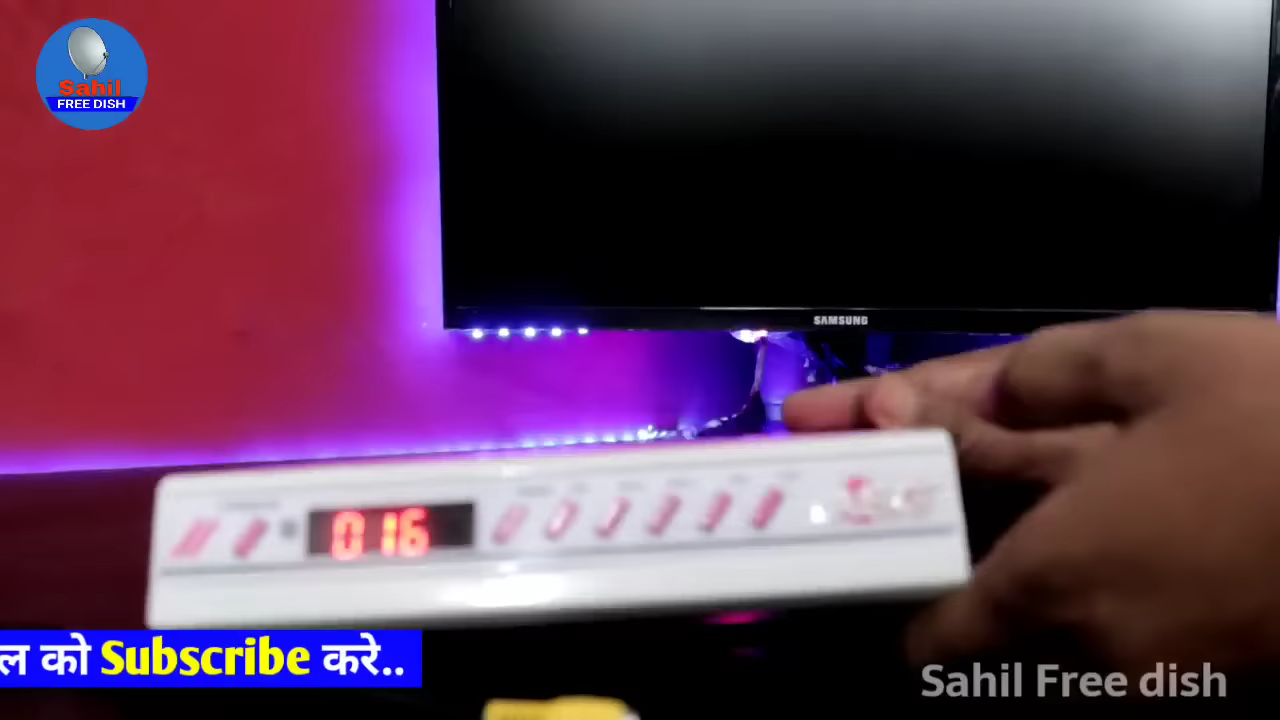 Sahil
FREE DISH
SAMSUNG
016
ल को Subscribe करे..
Sahil Free dish